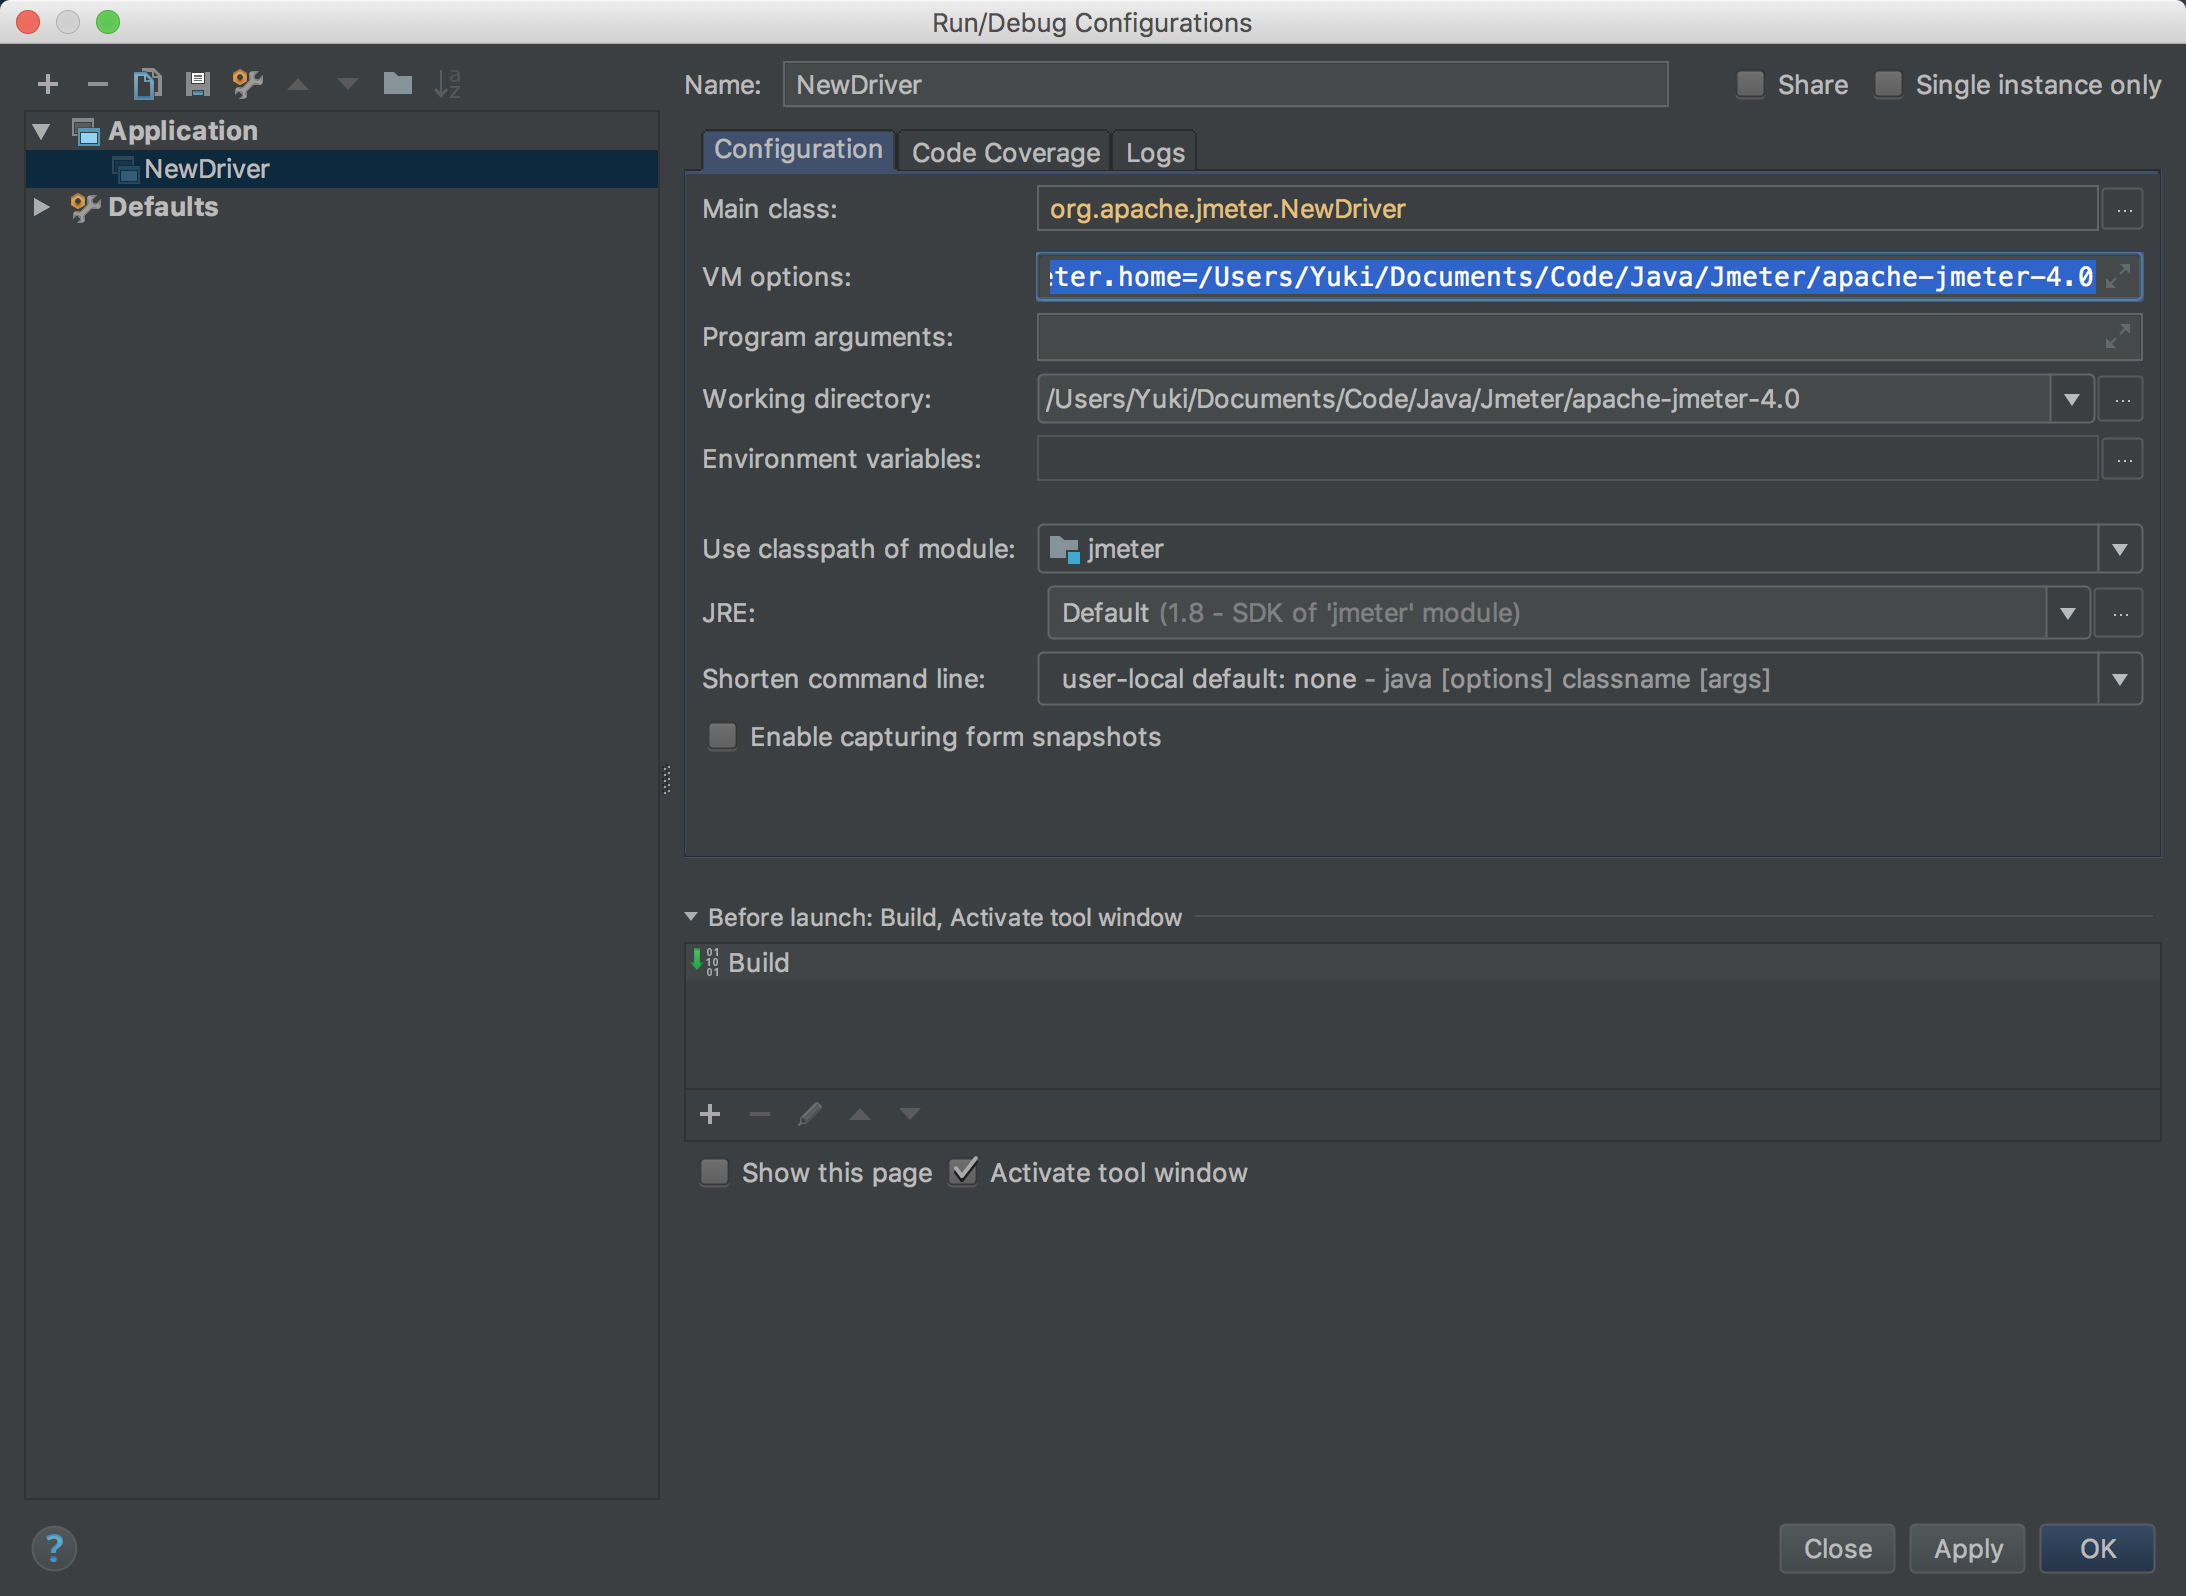 Run/Debug Configurations
Name: NewDriver Share Single instance only
Application
NewDriver
Defaults
Configuration Code Coverage Logs
Main class: org.apache.jmeter.NewDriver ...
VM options: ter.home=/Users/Yuki/Documents/Code/Java/Jmeter/apache-jmeter-4.0
Program arguments:
Working directory: /Users/Yuki/Documents/Code/Java/Jmeter/apache-jmeter-4.0 ...
Environment variables: ...
Use classpath of module: jmeter
JRE: Default (1.8 - SDK of 'jmeter' module) ...
Shorten command line: user-local default: none - java [options] classname [args]
Enable capturing form snapshots
Before launch: Build, Activate tool window
Build
Show this page Activate tool window
? Close Apply OK